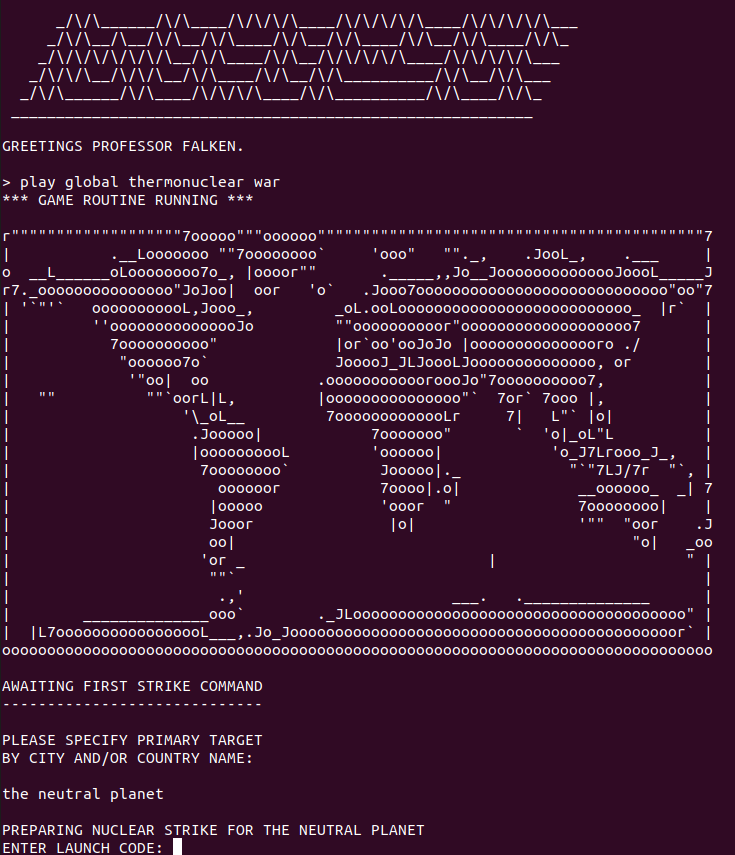 WOPR
GREETINGS PROFESSOR FALKEN.
> play global thermonuclear war
*** GAME ROUTINE RUNNING ***
AWAITING FIRST STRIKE COMMAND
-----------------------------
PLEASE SPECIFY PRIMARY TARGET
BY CITY AND/OR COUNTRY NAME:
the neutral planet
PREPARING NUCLEAR STRIKE FOR THE NEUTRAL PLANET
ENTER LAUNCH CODE: